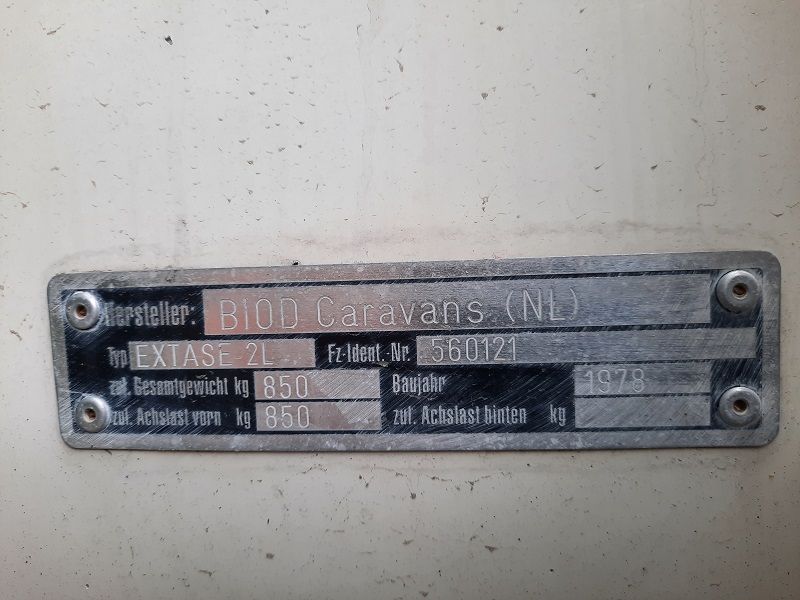 Hersteller: BIOD Caravans. (NL)
Typ EXTASE 2L Fz-Ident.-Nr. 560121
zul. Gesamtgewicht kg 850 Baujahr 1978
zul. Achslast vorn kg 850 zul. Achslast hinten kg